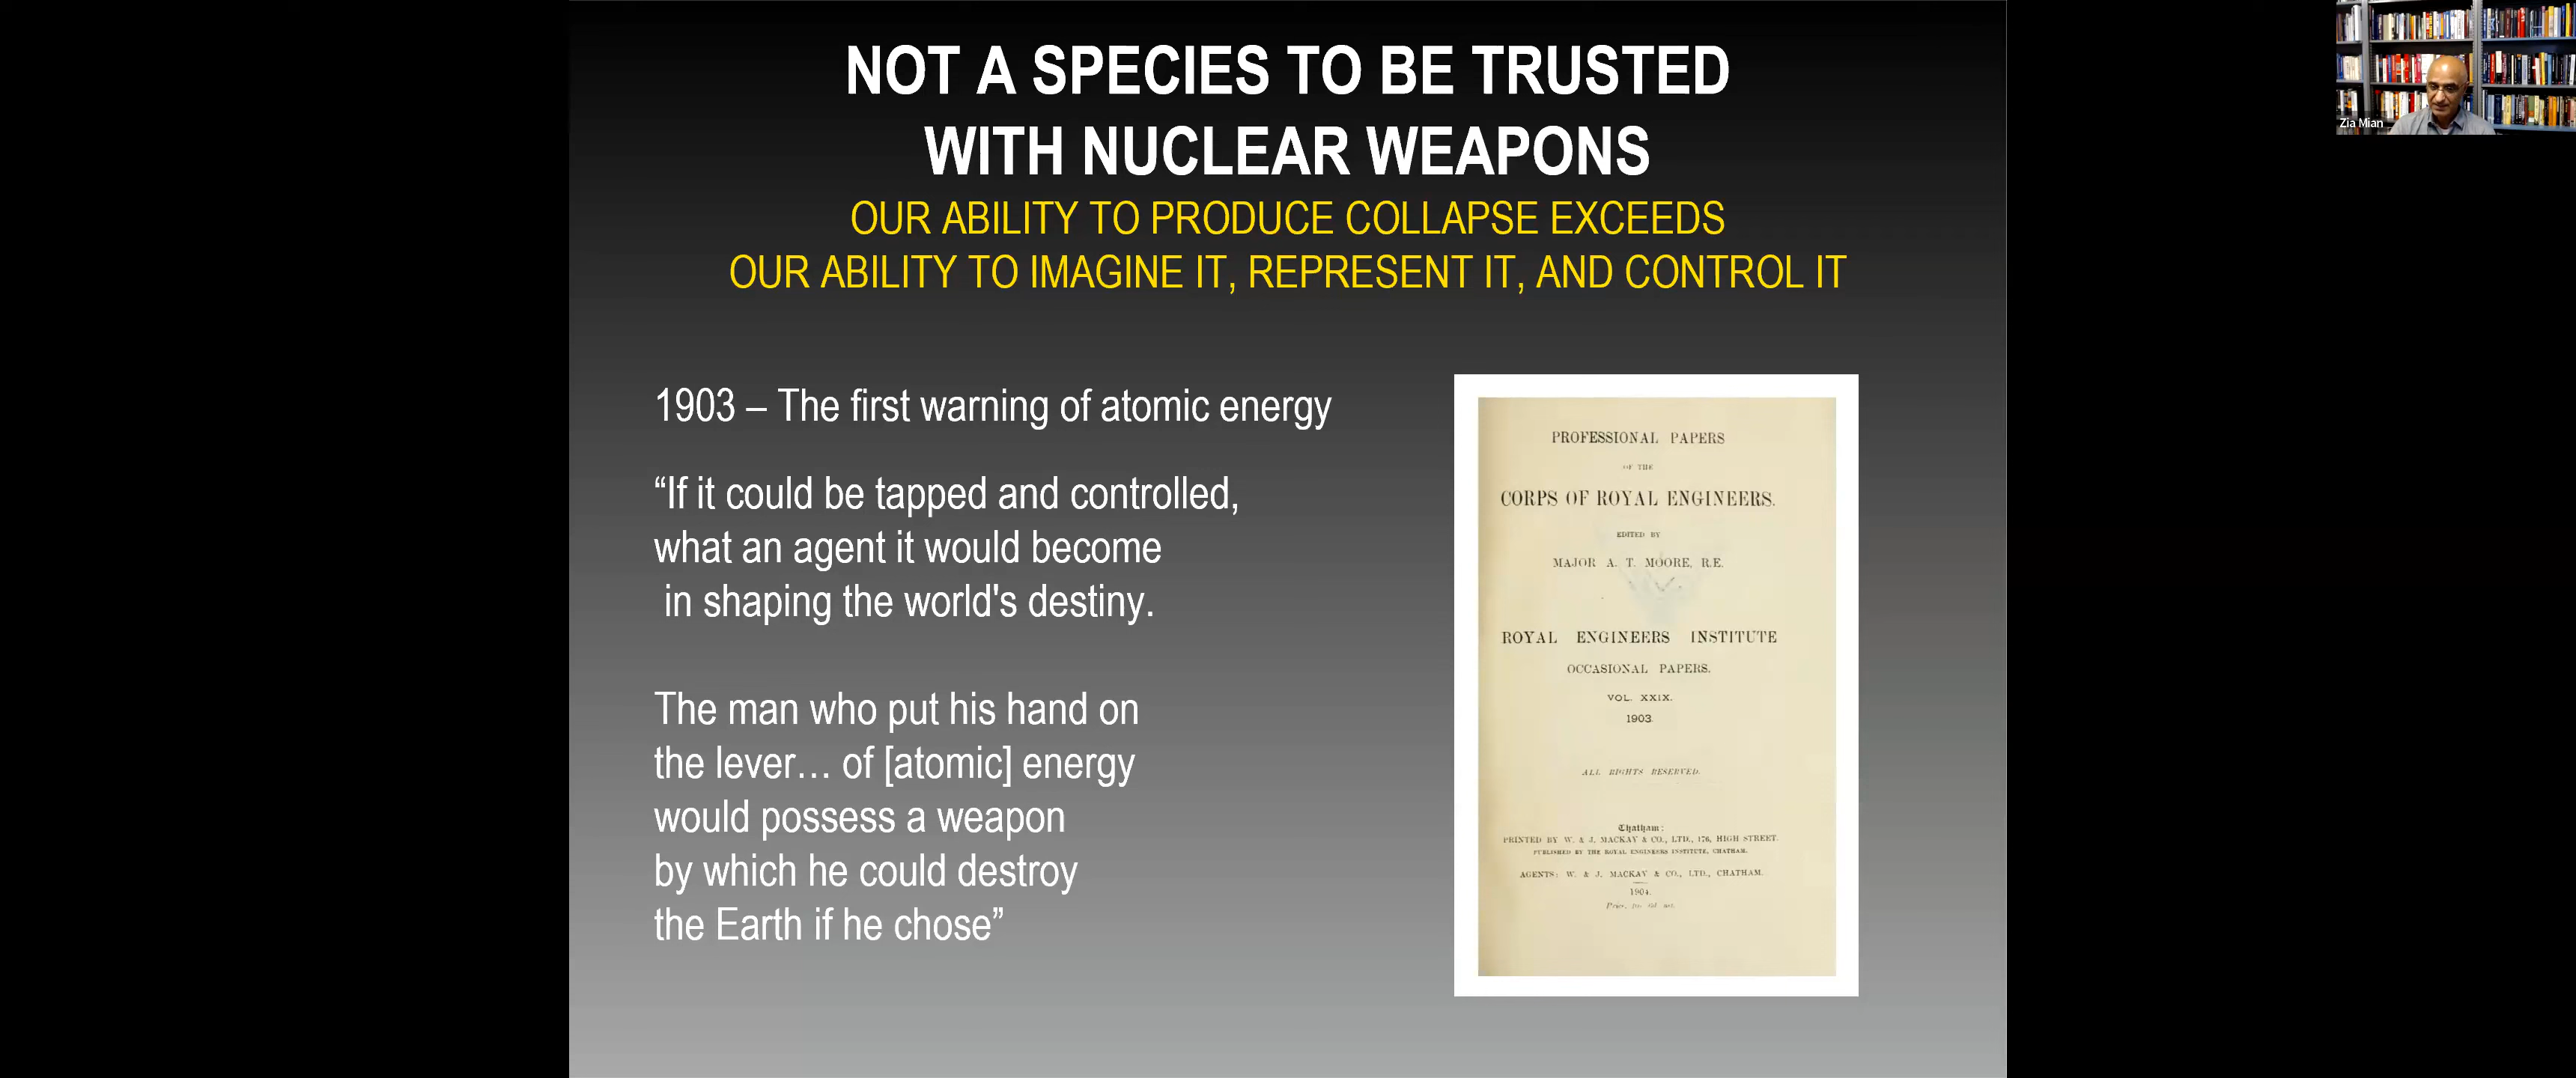 NOT A SPECIES TO BE TRUSTED
WITH NUCLEAR WEAPONS
OUR ABILITY TO PRODUCE COLLAPSE EXCEEDS
OUR ABILITY TO IMAGINE IT, REPRESENT IT, AND CONTROL IT
1903 – The first warning of atomic energy
“If it could be tapped and controlled,
what an agent it would become
in shaping the world's destiny.
The man who put his hand on
the lever… of [atomic] energy
would possess a weapon
by which he could destroy
the Earth if he chose”
PROFESSIONAL PAPERS
OF THE
CORPS OF ROYAL ENGINEERS.
EDITED BY
MAJOR A. T. MOORE, R.E.
ROYAL ENGINEERS INSTITUTE
OCCASIONAL PAPERS.
VOL. XXIX.
1903.
ALL RIGHTS RESERVED.
Chatham:
PRINTED BY W. & J. MACKAY & CO., LTD., 176, HIGH STREET.
PUBLISHED BY THE ROYAL ENGINEERS INSTITUTE, CHATHAM.
AGENTS: W. & J. MACKAY & CO., LTD., CHATHAM.
1904.
Zia Mian